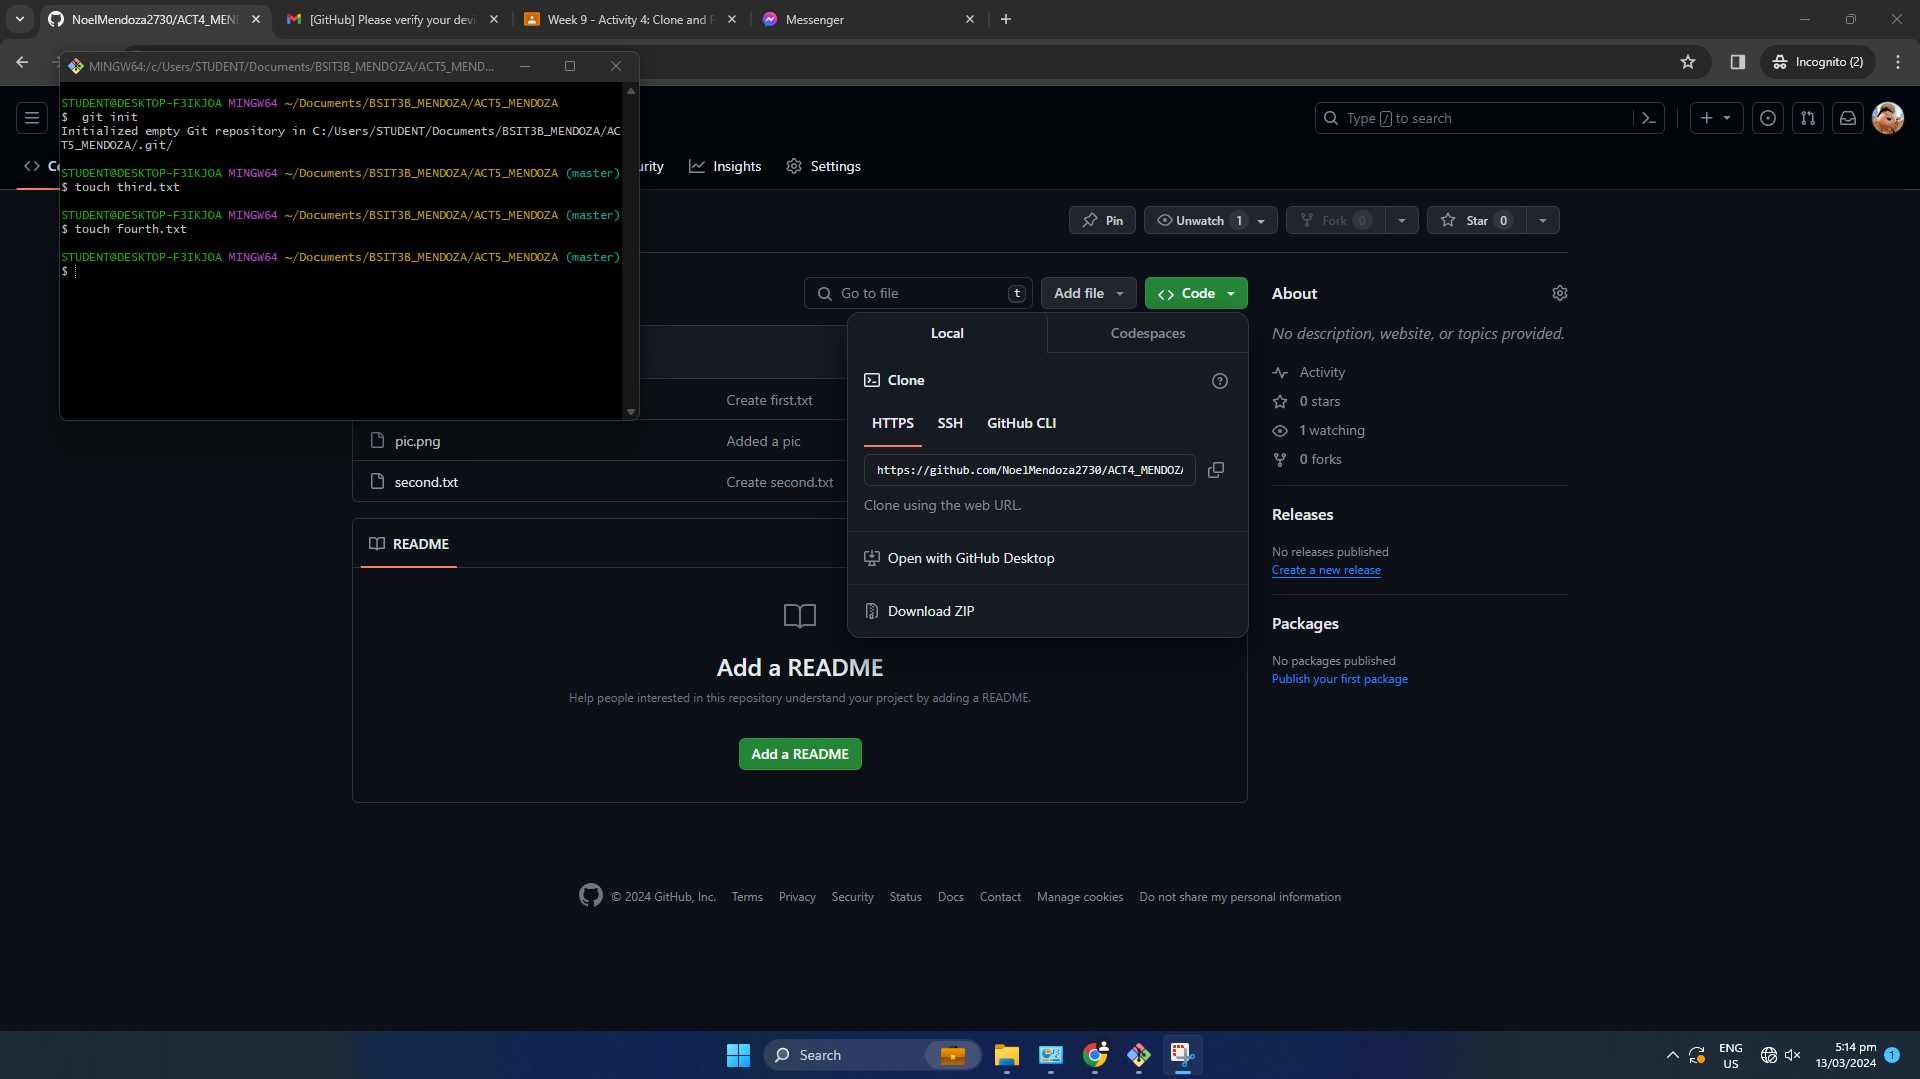 NoelMendoza2730/ACT4_MEN
[GitHub] Please verify your devi
Week 9 - Activity 4: Clone and
Messenger
Incognito (2)
MINGW64:/c/Users/STUDENT/Documents/BSIT3B_MENDOZA/ACT5_MEND...
STUDENT@DESKTOP-F3IKJOA MINGW64 ~/Documents/BSIT3B_MENDOZA/ACT5_MENDOZA
$  git init
Initialized empty Git repository in C:/Users/STUDENT/Documents/BSIT3B_MENDOZA/AC
T5_MENDOZA/.git/
STUDENT@DESKTOP-F3IKJOA MINGW64 ~/Documents/BSIT3B_MENDOZA/ACT5_MENDOZA (master)
$ touch third.txt
STUDENT@DESKTOP-F3IKJOA MINGW64 ~/Documents/BSIT3B_MENDOZA/ACT5_MENDOZA (master)
$ touch fourth.txt
STUDENT@DESKTOP-F3IKJOA MINGW64 ~/Documents/BSIT3B_MENDOZA/ACT5_MENDOZA (master)
$
Type / to search
Co
urity
Insights
Settings
Pin
Unwatch 1
Fork 0
Star 0
Go to file t
Add file
Code
Local
Codespaces
Clone
HTTPS
SSH
GitHub CLI
https://github.com/NoelMendoza2730/ACT4_MENDOZA
Clone using the web URL.
Open with GitHub Desktop
Download ZIP
Create first.txt
pic.png
Added a pic
second.txt
Create second.txt
README
Add a README
Help people interested in this repository understand your project by adding a README.
Add a README
About
No description, website, or topics provided.
Activity
0 stars
1 watching
0 forks
Releases
No releases published
Create a new release
Packages
No packages published
Publish your first package
© 2024 GitHub, Inc.
Terms
Privacy
Security
Status
Docs
Contact
Manage cookies
Do not share my personal information
Search
ENG
US
5:14 pm
13/03/2024
1